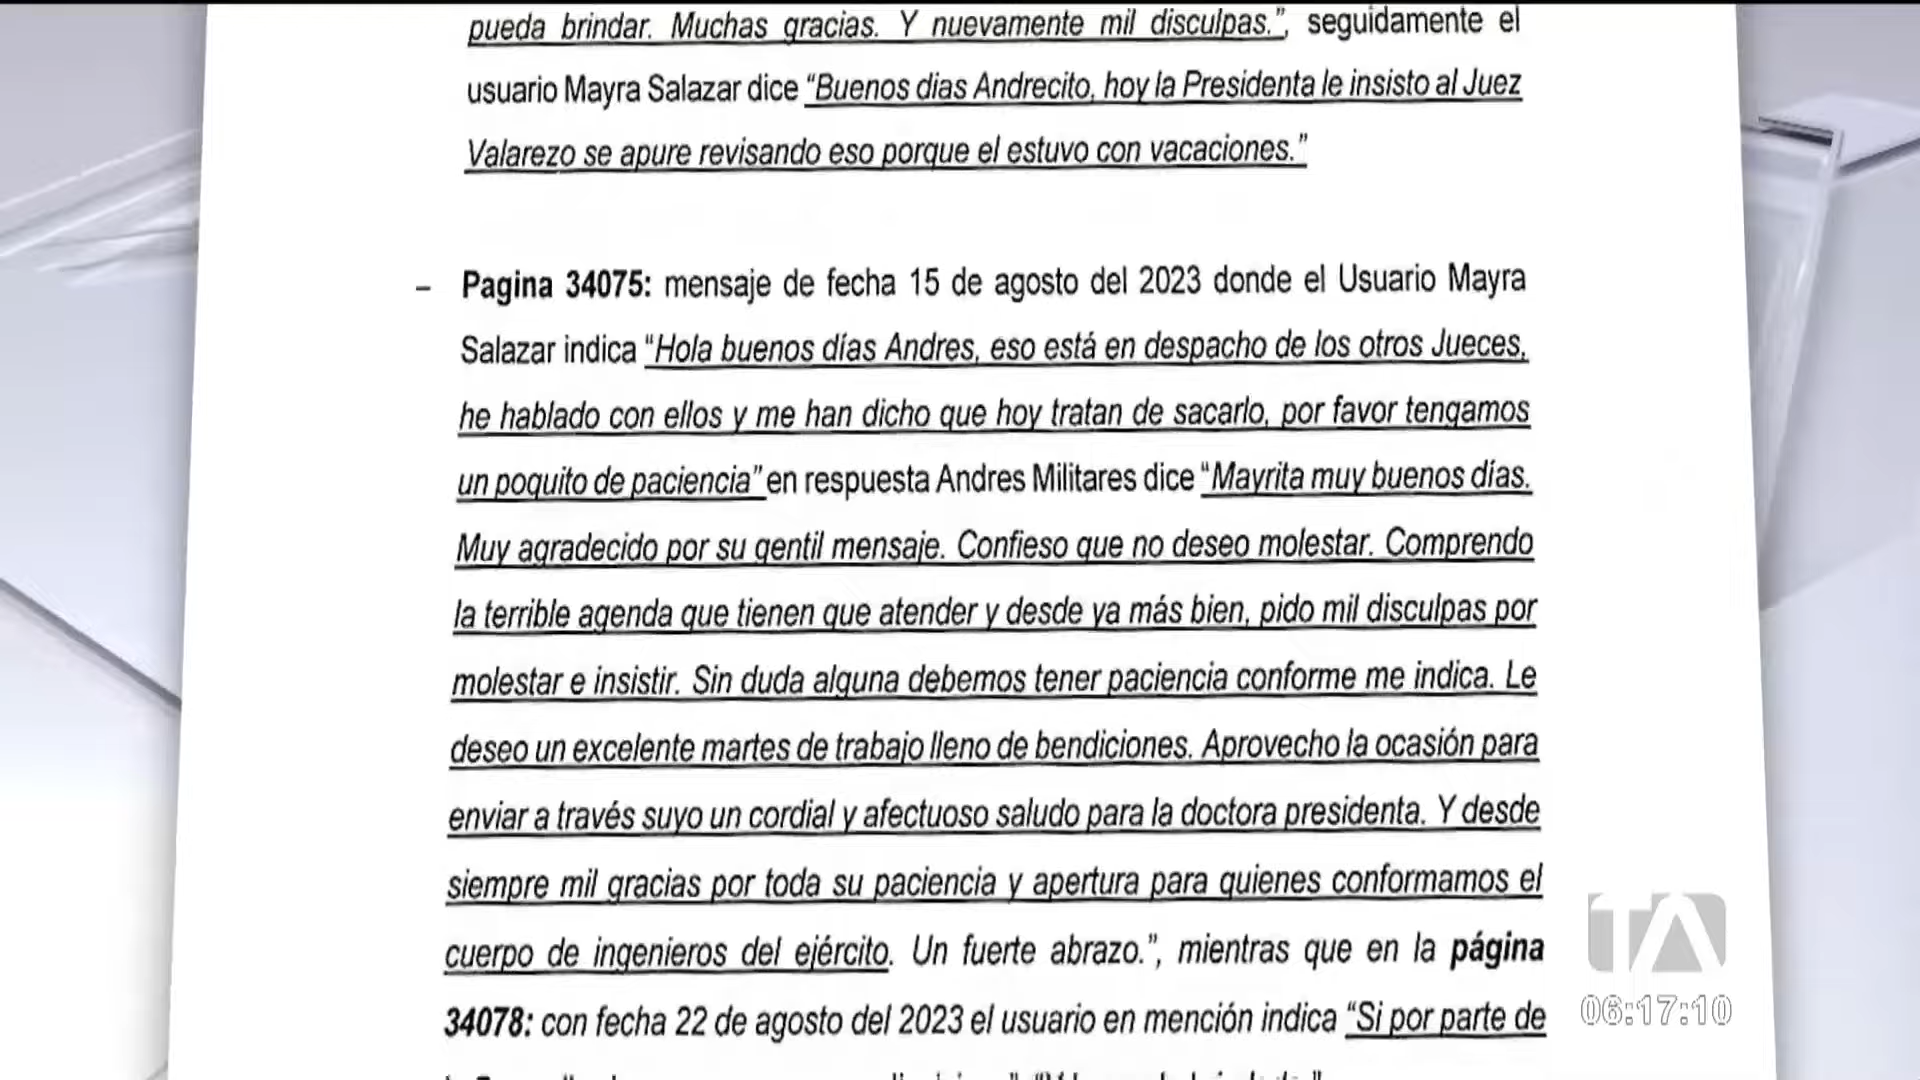 pueda brindar. Muchas gracias. Y nuevamente mil disculpas.", seguidamente el
usuario Mayra Salazar dice "Buenos dias Andrecito, hoy la Presidenta le insisto al Juez
Valarezo se apure revisando eso porque el estuvo con vacaciones."
– Pagina 34075: mensaje de fecha 15 de agosto del 2023 donde el Usuario Mayra
Salazar indica "Hola buenos días Andres, eso está en despacho de los otros Jueces,
he hablado con ellos y me han dicho que hoy tratan de sacarlo, por favor tengamos
un poquito de paciencia" en respuesta Andres Militares dice "Mayrita muy buenos días.
Muy agradecido por su gentil mensaje. Confieso que no deseo molestar. Comprendo
la terrible agenda que tienen que atender y desde ya más bien, pido mil disculpas por
molestar e insistir. Sin duda alguna debemos tener paciencia conforme me indica. Le
deseo un excelente martes de trabajo lleno de bendiciones. Aprovecho la ocasión para
enviar a través suyo un cordial y afectuoso saludo para la doctora presidenta. Y desde
siempre mil gracias por toda su paciencia y apertura para quienes conformamos el
cuerpo de ingenieros del ejército. Un fuerte abrazo.", mientras que en la página
34078: con fecha 22 de agosto del 2023 el usuario en mención indica "Si por parte de
TA
06:17:10